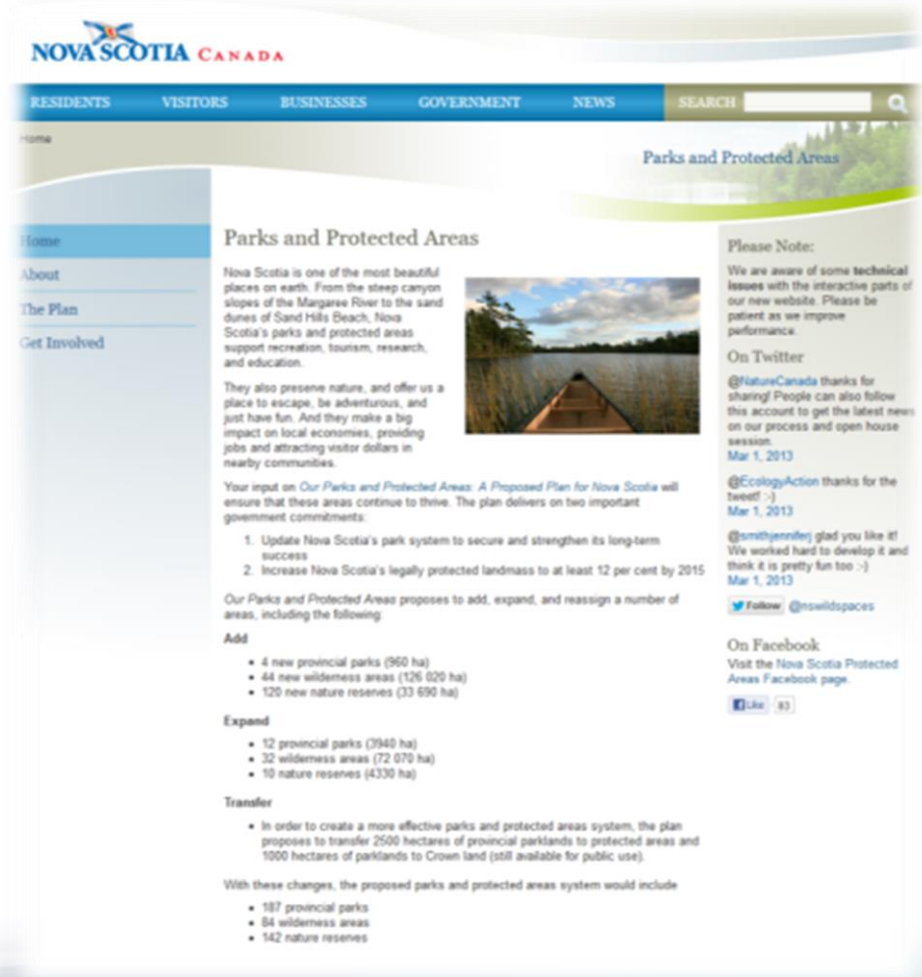 NOVA SCOTIA CANADA
RESIDENTS VISITORS BUSINESSES GOVERNMENT NEWS SEARCH
Home
Parks and Protected Areas
Home
About
The Plan
Get Involved
Parks and Protected Areas
Nova Scotia is one of the most beautiful
places on earth. From the steep canyon
slopes of the Margaree River to the sand
dunes of Sand Hills Beach, Nova
Scotia's parks and protected areas
support recreation, tourism, research,
and education.
They also preserve nature, and offer us a
place to escape, be adventurous, and
just have fun. And they make a big
impact on local economies, providing
jobs and attracting visitor dollars in
nearby communities.
Your input on Our Parks and Protected Areas: A Proposed Plan for Nova Scotia will
ensure that these areas continue to thrive. The plan delivers on two important
government commitments:
1. Update Nova Scotia's park system to secure and strengthen its long-term
success
2. Increase Nova Scotia's legally protected landmass to at least 12 per cent by 2015
Our Parks and Protected Areas proposes to add, expand, and reassign a number of
areas, including the following:
Add
• 4 new provincial parks (960 ha)
• 44 new wilderness areas (126 020 ha)
• 120 new nature reserves (33 690 ha)
Expand
• 12 provincial parks (3940 ha)
• 32 wilderness areas (72 070 ha)
• 10 nature reserves (4330 ha)
Transfer
• In order to create a more effective parks and protected areas system, the plan
proposes to transfer 2500 hectares of provincial parklands to protected areas and
1000 hectares of parklands to Crown land (still available for public use).
With these changes, the proposed parks and protected areas system would include
• 187 provincial parks
• 84 wilderness areas
• 142 nature reserves
Please Note:
We are aware of some technical
issues with the interactive parts of
our new website. Please be
patient as we improve
performance.
On Twitter
@NatureCanada thanks for
sharing! People can also follow
this account to get the latest news
on our process and open house
session.
Mar 1, 2013
@EcologyAction thanks for the
tweet! :-)
Mar 1, 2013
@smithjenniferj glad you like it!
We worked hard to develop it and
think it is pretty fun too :-)
Mar 1, 2013
Follow @nswildspaces
On Facebook
Visit the Nova Scotia Protected
Areas Facebook page.
Like 83